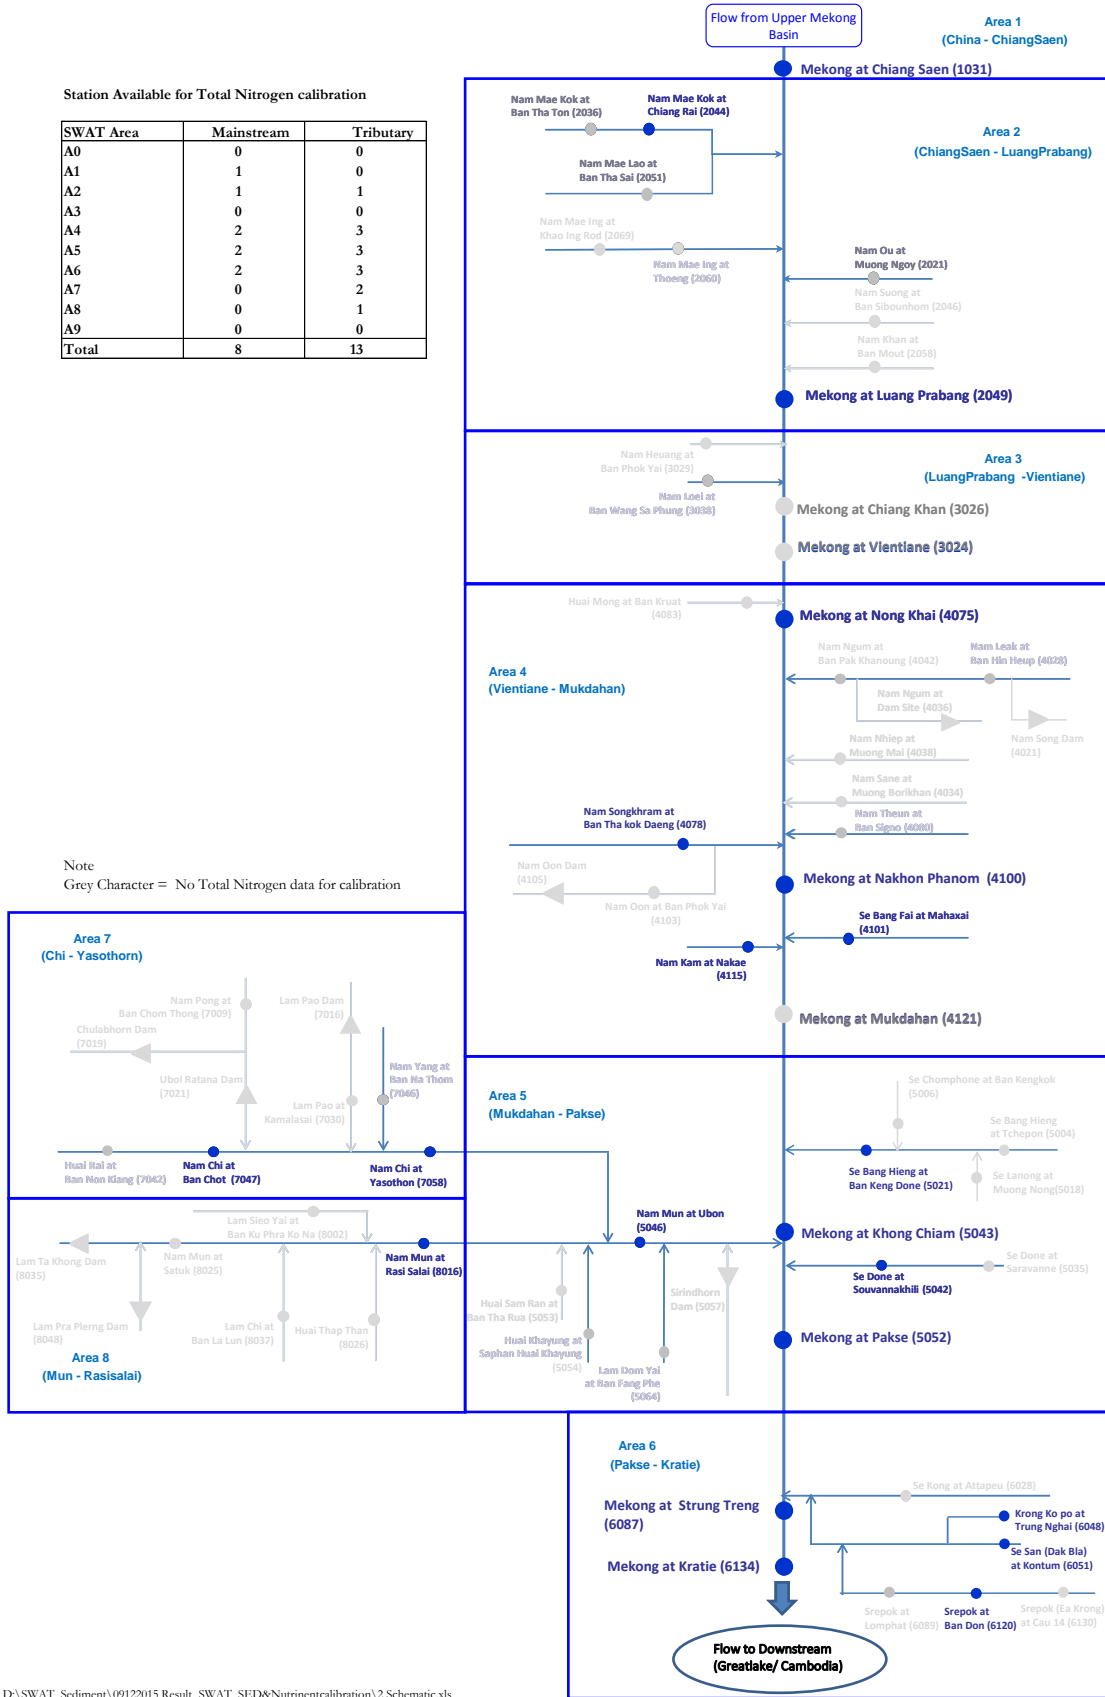 Flow from Upper Mekong
Basin
Area 1
(China - ChiangSaen)
Mekong at Chiang Saen (1031)
Station Available for Total Nitrogen calibration
SWAT Area Mainstream Tributary
A0 0 0
A1 1 0
A2 1 1
A3 0 0
A4 2 3
A5 2 3
A6 2 3
A7 0 2
A8 0 1
A9 0 0
Total 8 13
Nam Mae Kok at
Ban Tha Ton (2036)
Nam Mae Kok at
Chiang Rai (2044)
Area 2
(ChiangSaen - LuangPrabang)
Nam Mae Lao at
Ban Tha Sai (2051)
Nam Mae Ing at
Khao Ing Rod (2069)
Nam Mae Ing at
Thoeng (2060)
Nam Ou at
Muong Ngoy (2021)
Nam Suong at
Ban Sibounhom (2046)
Nam Khan at
Ban Mout (2058)
Mekong at Luang Prabang (2049)
Nam Heuang at
Ban Phok Yai (3029)
Area 3
(LuangPrabang -Vientiane)
Nam Loei at
Ban Wang Sa Phung (3038)
Mekong at Chiang Khan (3026)
Mekong at Vientiane (3024)
Huai Mong at Ban Kruat
(4083)
Mekong at Nong Khai (4075)
Area 4
(Vientiane - Mukdahan)
Nam Ngum at
Ban Pak Khanoung (4042)
Nam Leak at
Ban Hin Heup (4028)
Nam Ngum at
Dam Site (4036)
Nam Song Dam
(4021)
Nam Nhiep at
Muong Mai (4038)
Nam Sane at
Muong Borikhan (4034)
Nam Theun at
Ban Signo (4080)
Nam Songkhram at
Ban Tha kok Daeng (4078)
Nam Oon Dam
(4105)
Nam Oon at Ban Phok Yai
(4103)
Mekong at Nakhon Phanom (4100)
Se Bang Fai at Mahaxai
(4101)
Nam Kam at Nakae
(4115)
Mekong at Mukdahan (4121)
Note
Grey Character = No Total Nitrogen data for calibration
Area 7
(Chi - Yasothorn)
Nam Pong at
Ban Chom Thong (7009)
Lam Pao Dam
(7016)
Chulabhorn Dam
(7019)
Ubol Ratana Dam
(7021)
Nam Yang at
Ban Na Thom
(7046)
Lam Pao at
Kamalasai (7030)
Huai Rai at
Ban Non Kiang (7042)
Nam Chi at
Ban Chot (7047)
Nam Chi at
Yasothon (7058)
Area 5
(Mukdahan - Pakse)
Se Chomphone at Ban Kengkok
(5006)
Se Bang Hieng
at Tchepon (5004)
Se Bang Hieng at
Ban Keng Done (5021)
Se Lanong at
Muong Nong(5018)
Lam Sieo Yai at
Ban Ku Phra Ko Na (8002)
Lam Ta Khong Dam
(8035)
Nam Mun at
Satuk (8025)
Nam Mun at
Rasi Salai (8016)
Lam Pra Plerng Dam
(8048)
Lam Chi at
Ban La Lun (8037)
Huai Thap Than
(8026)
Area 8
(Mun - Rasisalai)
Nam Mun at Ubon
(5046)
Mekong at Khong Chiam (5043)
Huai Sam Ran at
Ban Tha Rua (5053)
Sirindhorn
Dam (5057)
Se Done at
Souvannakhili (5042)
Se Done at
Saravanne (5035)
Huai Khayung at
Saphan Huai Khayung
(5054)
Lam Dom Yai
at Ban Fang Phe
(5064)
Mekong at Pakse (5052)
Area 6
(Pakse - Kratie)
Mekong at Strung Treng
(6087)
Se Kong at Attapeu (6028)
Krong Ko po at
Trung Nghai (6048)
Se San (Dak Bla)
at Kontum (6051)
Mekong at Kratie (6134)
Srepok at
Lomphat (6089)
Srepok at
Ban Don (6120)
Srepok (Ea Krong)
at Cau 14 (6130)
Flow to Downstream
(Greatlake/ Cambodia)
D:\SWAT_Sediment\09122015 Result_SWAT_SED&Nutrinentcalibration\2 Schematic.xls